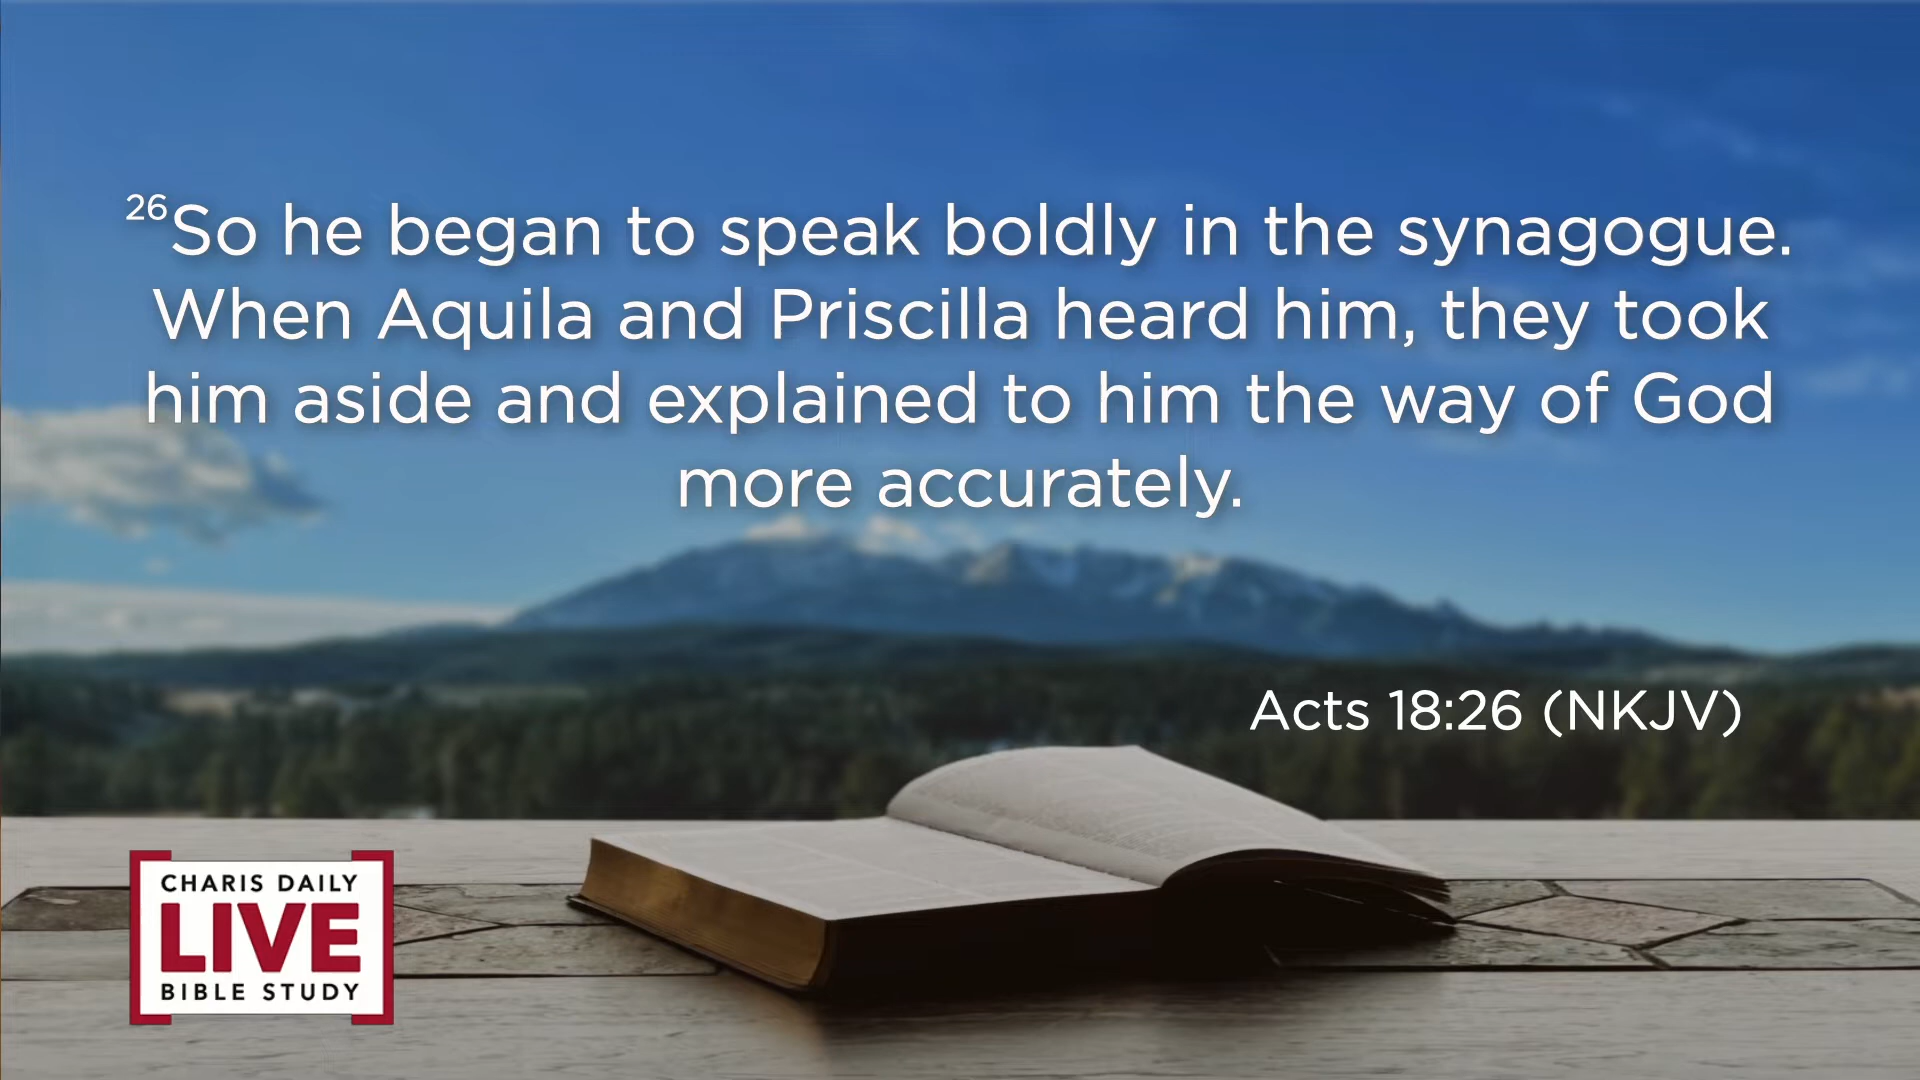 26So he began to speak boldly in the synagogue.
When Aquila and Priscilla heard him, they took
him aside and explained to him the way of God
more accurately.
Acts 18:26 (NKJV)
CHARIS DAILY
LIVE
BIBLE STUDY